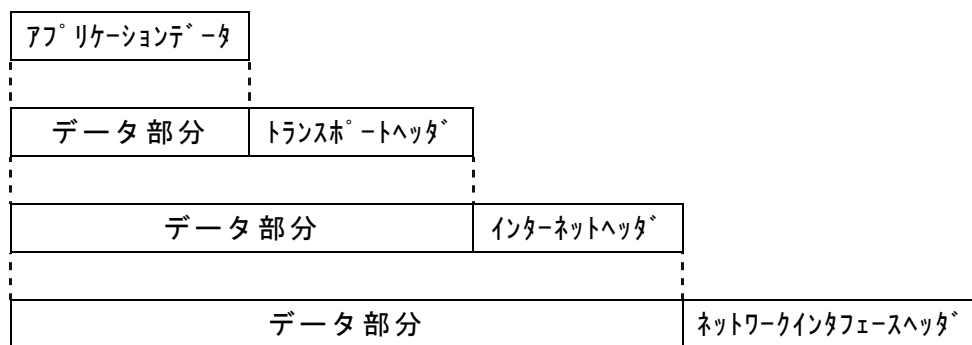 ｱﾌﾟﾘｹｰｼｮﾝﾃﾞｰﾀ
データ部分 ﾄﾗﾝｽﾎﾟｰﾄﾍｯﾀﾞ
データ部分 ｲﾝﾀｰﾈｯﾄﾍｯﾀﾞ
データ部分 ﾈｯﾄﾜｰｸｲﾝﾀﾌｪｰｽﾍｯﾀﾞ